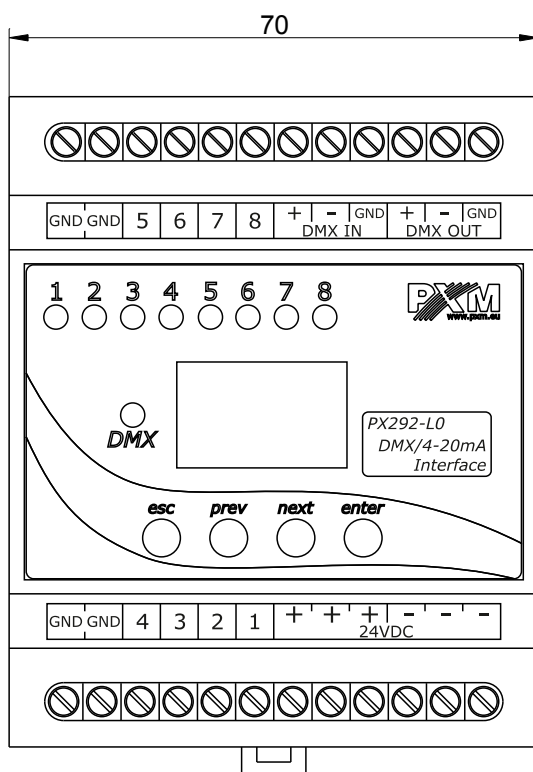 70
GND GND 5 6 7 8 + - GND + - GND
DMX IN DMX OUT
1 2 3 4 5 6 7 8
PXM
www.pxm.eu
DMX
PX292-L0
DMX/4-20mA
Interface
esc prev next enter
GND GND 4 3 2 1 + + + - - -
24VDC